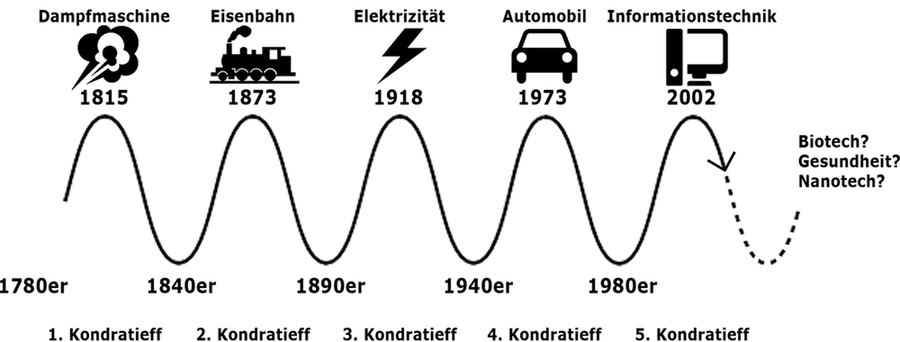 Dampfmaschine Eisenbahn Elektrizität Automobil Informationstechnik
1815 1873 1918 1973 2002
Biotech?
Gesundheit?
Nanotech?
1780er 1840er 1890er 1940er 1980er
1. Kondratieff 2. Kondratieff 3. Kondratieff 4. Kondratieff 5. Kondratieff